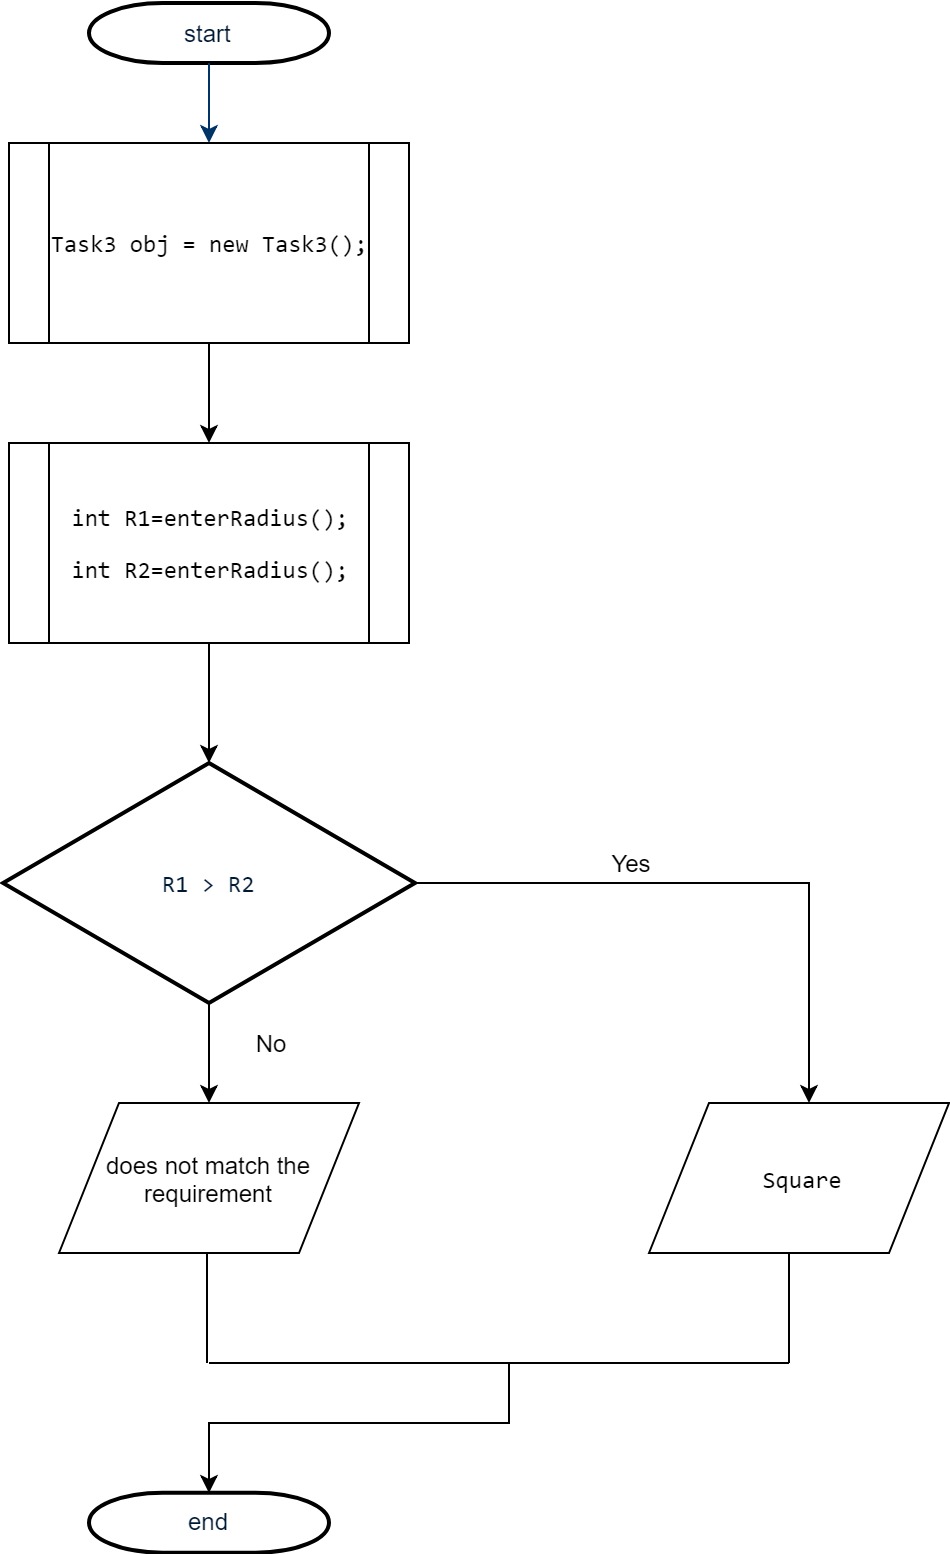 start
Task3 obj = new Task3();
int R1=enterRadius();
int R2=enterRadius();
R1 > R2
Yes
No
does not match the
requirement
Square
end